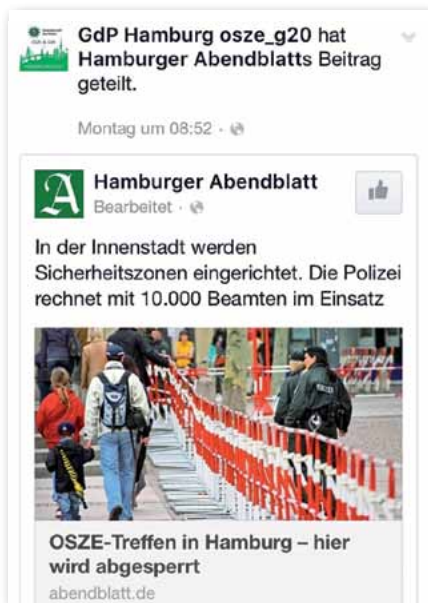 GdP Hamburg osze_g20 hat
Hamburger Abendblatts Beitrag
geteilt.
Montag um 08:52 ·
A Hamburger Abendblatt
Bearbeitet ·
In der Innenstadt werden
Sicherheitszonen eingerichtet. Die Polizei
rechnet mit 10.000 Beamten im Einsatz
OSZE-Treffen in Hamburg – hier
wird abgesperrt
abendblatt.de